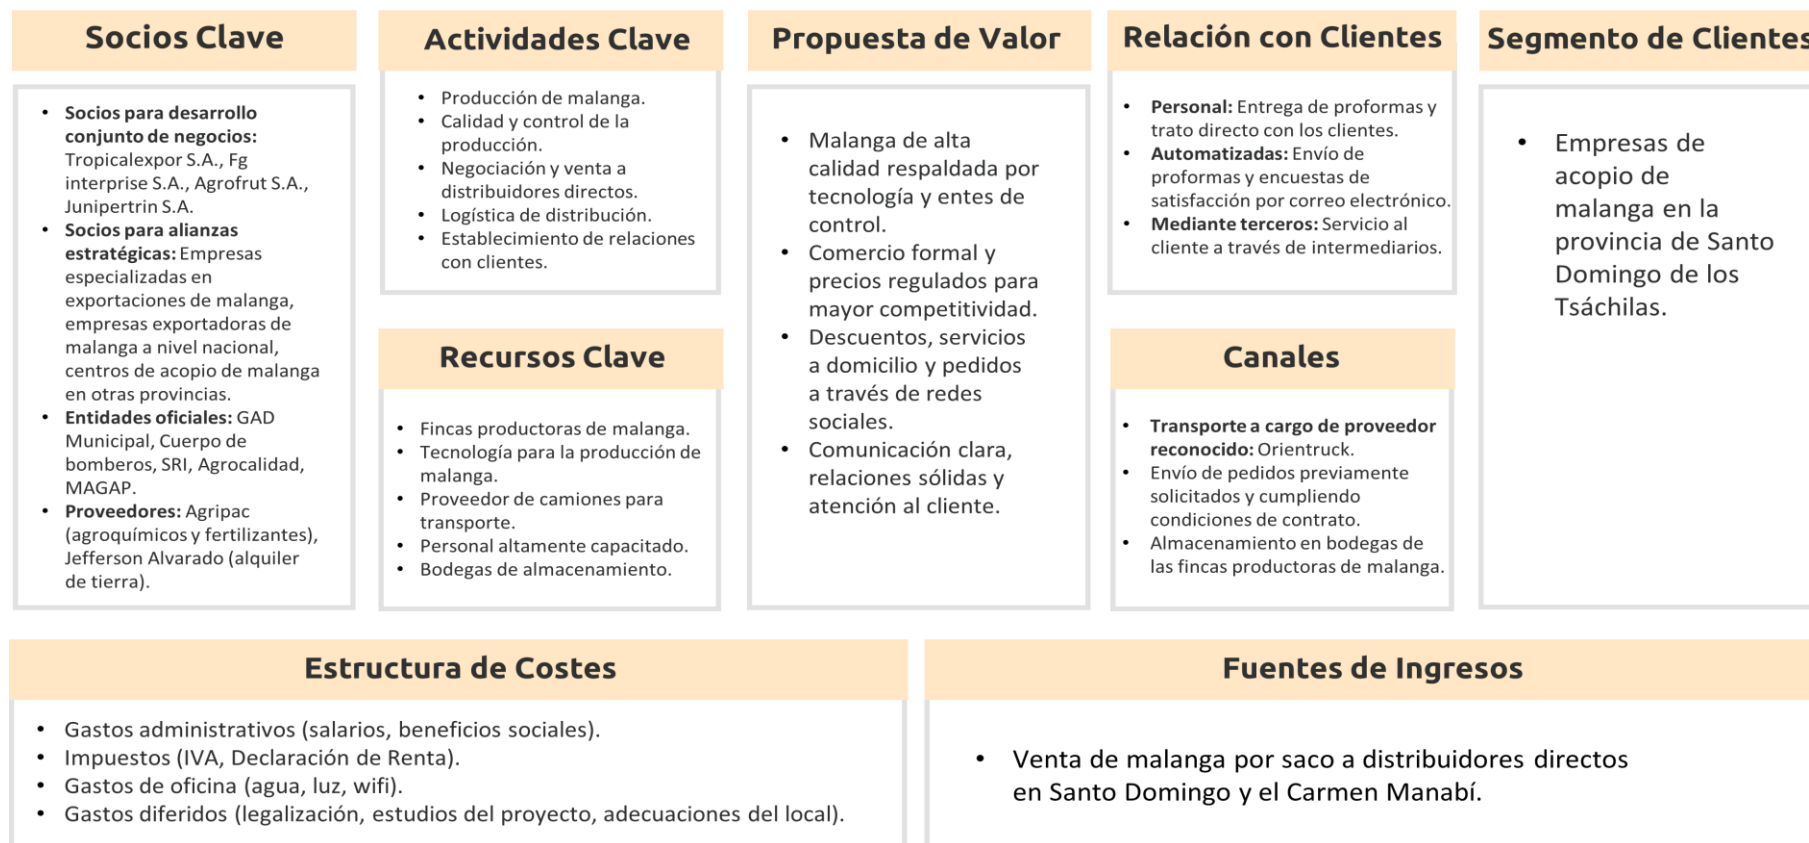 Socios Clave
• Socios para desarrollo
conjunto de negocios:
Tropicalexpor S.A., Fg
interprise S.A., Agrofrut S.A.,
Junipertrin S.A.
• Socios para alianzas
estratégicas: Empresas
especializadas en
exportaciones de malanga,
empresas exportadoras de
malanga a nivel nacional,
centros de acopio de malanga
en otras provincias.
• Entidades oficiales: GAD
Municipal, Cuerpo de
bomberos, SRI, Agrocalidad,
MAGAP.
• Proveedores: Agripac
(agroquímicos y fertilizantes),
Jefferson Alvarado (alquiler
de tierra).
Actividades Clave
• Producción de malanga.
• Calidad y control de la
producción.
• Negociación y venta a
distribuidores directos.
• Logística de distribución.
• Establecimiento de relaciones
con clientes.
Recursos Clave
• Fincas productoras de malanga.
• Tecnología para la producción de
malanga.
• Proveedor de camiones para
transporte.
• Personal altamente capacitado.
• Bodegas de almacenamiento.
Propuesta de Valor
• Malanga de alta
calidad respaldada por
tecnología y entes de
control.
• Comercio formal y
precios regulados para
mayor competitividad.
• Descuentos, servicios
a domicilio y pedidos
a través de redes
sociales.
• Comunicación clara,
relaciones sólidas y
atención al cliente.
Relación con Clientes
• Personal: Entrega de proformas y
trato directo con los clientes.
• Automatizadas: Envío de
proformas y encuestas de
satisfacción por correo electrónico.
• Mediante terceros: Servicio al
cliente a través de intermediarios.
Canales
• Transporte a cargo de proveedor
reconocido: Orientruck.
• Envío de pedidos previamente
solicitados y cumpliendo
condiciones de contrato.
• Almacenamiento en bodegas de
las fincas productoras de malanga.
Segmento de Clientes
• Empresas de
acopio de
malanga en la
provincia de Santo
Domingo de los
Tsáchilas.
Estructura de Costes
• Gastos administrativos (salarios, beneficios sociales).
• Impuestos (IVA, Declaración de Renta).
• Gastos de oficina (agua, luz, wifi).
• Gastos diferidos (legalización, estudios del proyecto, adecuaciones del local).
Fuentes de Ingresos
• Venta de malanga por saco a distribuidores directos
en Santo Domingo y el Carmen Manabí.